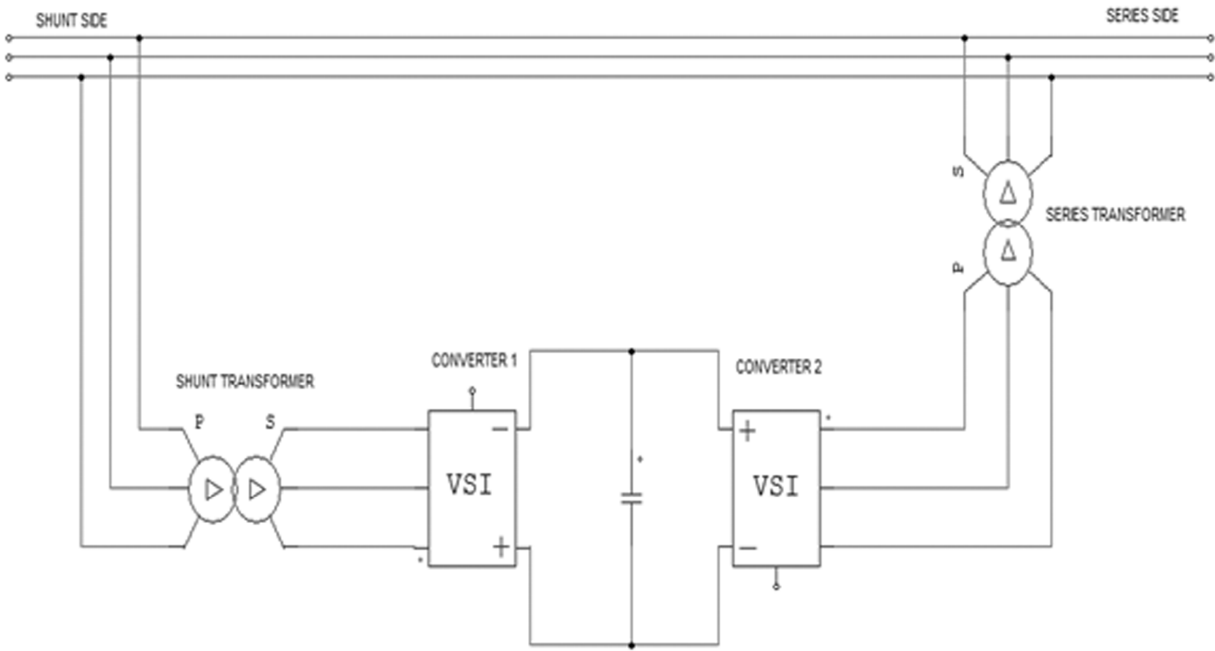 SHUNT SIDE
SERIES SIDE
S
SERIES TRANSFORMER
P
CONVERTER 1
CONVERTER 2
SHUNT TRANSFORMER
P S
− +
VSI VSI
+ −